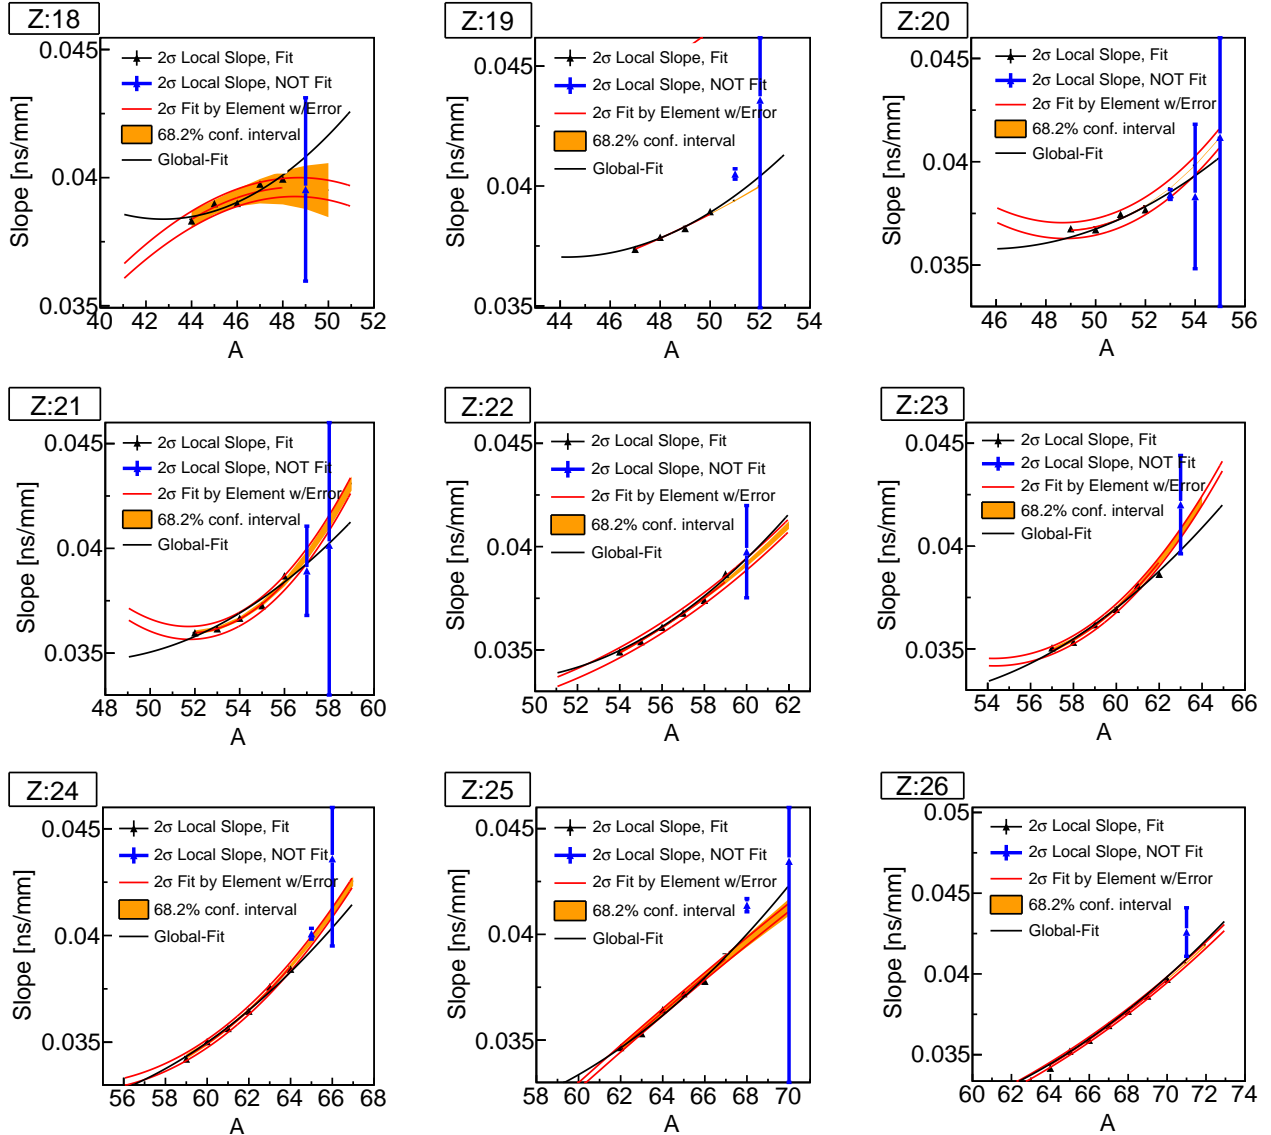 Z:18
0.045
0.04
0.035
Slope [ns/mm]
2σ Local Slope, Fit
2σ Local Slope, NOT Fit
2σ Fit by Element w/Error
68.2% conf. interval
Global-Fit
40 42 44 46 48 50 52
A
Z:19
0.045
0.04
0.035
Slope [ns/mm]
2σ Local Slope, Fit
2σ Local Slope, NOT Fit
2σ Fit by Element w/Error
68.2% conf. interval
Global-Fit
44 46 48 50 52 54
A
Z:20
0.045
0.04
0.035
Slope [ns/mm]
2σ Local Slope, Fit
2σ Local Slope, NOT Fit
2σ Fit by Element w/Error
68.2% conf. interval
Global-Fit
46 48 50 52 54 56
A
Z:21
0.045
0.04
0.035
Slope [ns/mm]
2σ Local Slope, Fit
2σ Local Slope, NOT Fit
2σ Fit by Element w/Error
68.2% conf. interval
Global-Fit
48 50 52 54 56 58 60
A
Z:22
0.045
0.04
0.035
Slope [ns/mm]
2σ Local Slope, Fit
2σ Local Slope, NOT Fit
2σ Fit by Element w/Error
68.2% conf. interval
Global-Fit
50 52 54 56 58 60 62
A
Z:23
0.045
0.04
0.035
Slope [ns/mm]
2σ Local Slope, Fit
2σ Local Slope, NOT Fit
2σ Fit by Element w/Error
68.2% conf. interval
Global-Fit
54 56 58 60 62 64 66
A
Z:24
0.045
0.04
0.035
Slope [ns/mm]
2σ Local Slope, Fit
2σ Local Slope, NOT Fit
2σ Fit by Element w/Error
68.2% conf. interval
Global-Fit
56 58 60 62 64 66 68
A
Z:25
0.045
0.04
0.035
Slope [ns/mm]
2σ Local Slope, Fit
2σ Local Slope, NOT Fit
2σ Fit by Element w/Error
68.2% conf. interval
Global-Fit
58 60 62 64 66 68 70
A
Z:26
0.05
0.045
0.04
0.035
Slope [ns/mm]
2σ Local Slope, Fit
2σ Local Slope, NOT Fit
2σ Fit by Element w/Error
68.2% conf. interval
Global-Fit
60 62 64 66 68 70 72 74
A